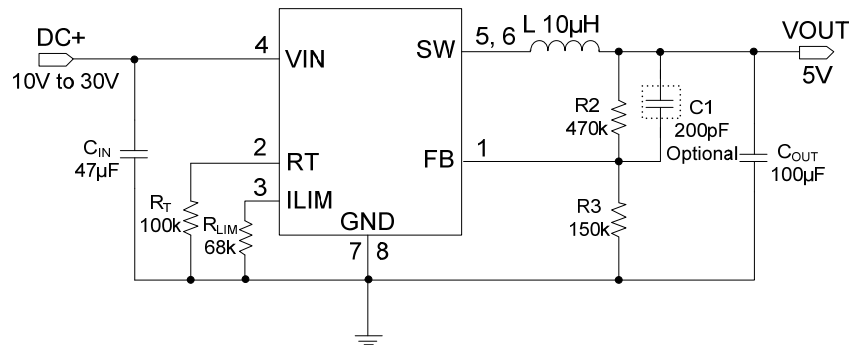 DC+
10V to 30V
4
VIN
SW
5, 6
L 10µH
VOUT
5V
R2
470k
C1
200pF
Optional
CIN
47µF
2
RT
FB
1
COUT
100µF
3
ILIM
RT
100k
RLIM
68k
GND
7 8
R3
150k